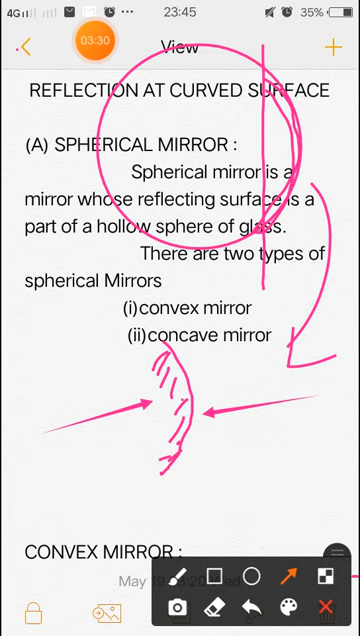 4G
23:45
35%
03:30
View
REFLECTION AT CURVED SURFACE
(A) SPHERICAL MIRROR :
Spherical mirror is a
mirror whose reflecting surface is a
part of a hollow sphere of glass.
There are two types of
spherical Mirrors
(i)convex mirror
(ii)concave mirror
CONVEX MIRROR :
May 19 Wed